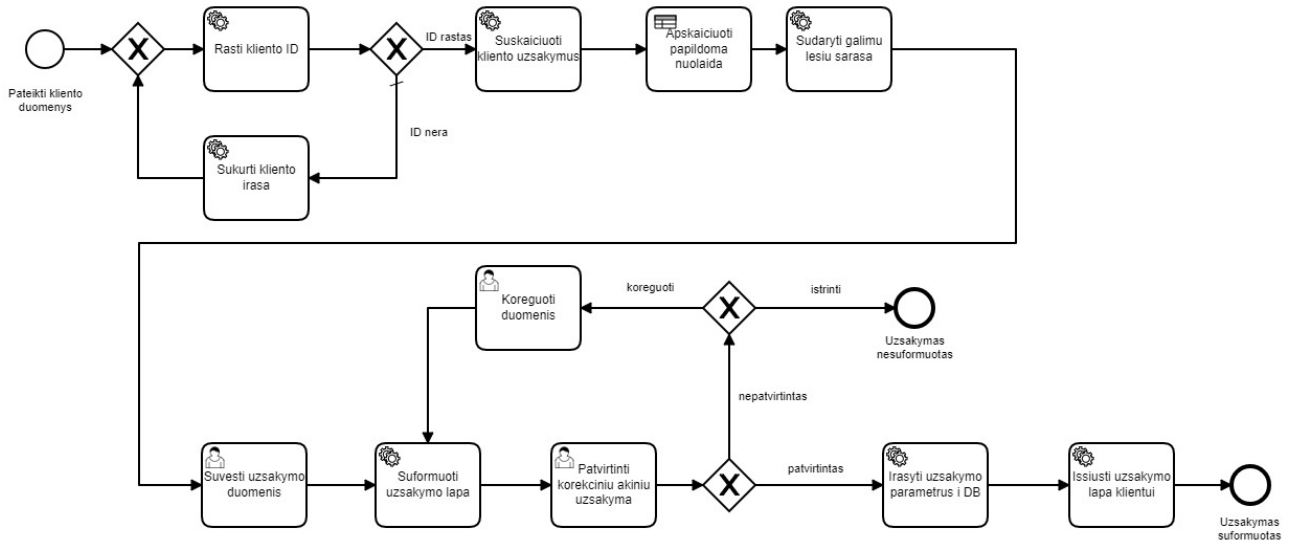 Pateikti kliento
duomenys
Rasti kliento ID
ID rastas
Suskaiciuoti
kliento uzsakymus
Apskaiciuoti
papildoma
nuolaida
Sudaryti galimu
lesiu sarasa
ID nera
Sukurti kliento
irasa
Koreguoti
duomenis
koreguoti
istrinti
Uzsakymas
nesuformuotas
nepatvirtintas
Suvesti uzsakymo
duomenis
Suformuoti
uzsakymo lapa
Patvirtinti
korekciniu akiniu
uzsakyma
patvirtintas
Irasyti uzsakymo
parametrus i DB
Issiusti uzsakymo
lapa klientui
Uzsakymas
suformuotas